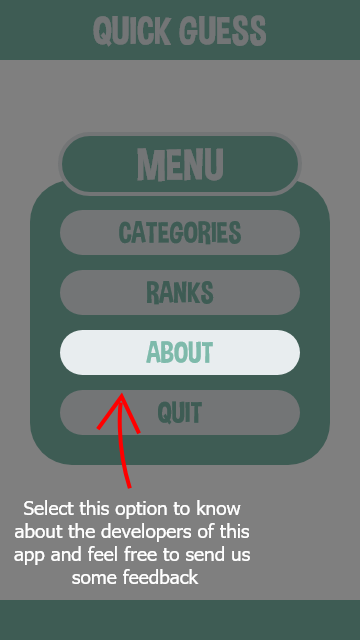 QUICK GUESS
MENU
CATEGORIES
RANKS
ABOUT
QUIT
Select this option to know
about the developers of this
app and feel free to send us
some feedback